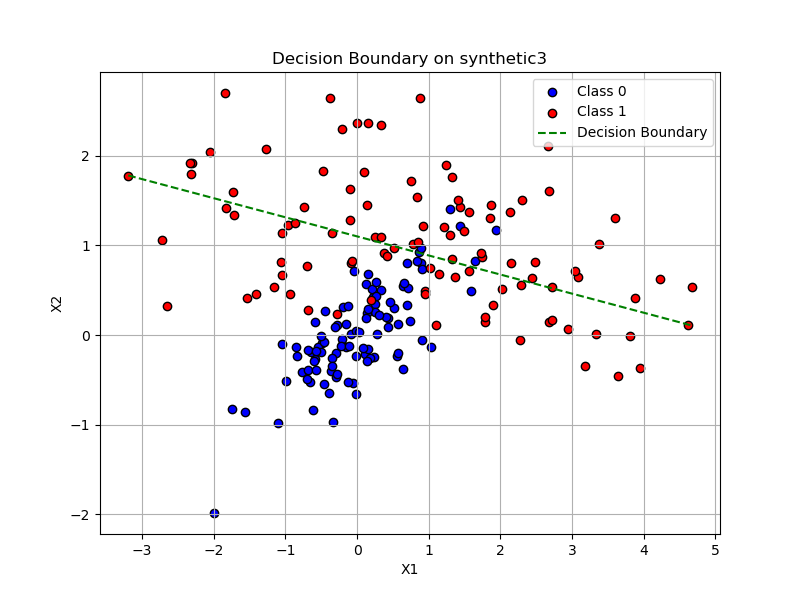 Decision Boundary on synthetic3
Class 0
Class 1
Decision Boundary
X2
2
1
0
−1
−2
−3
−2
−1
0
1
2
3
4
5
X1